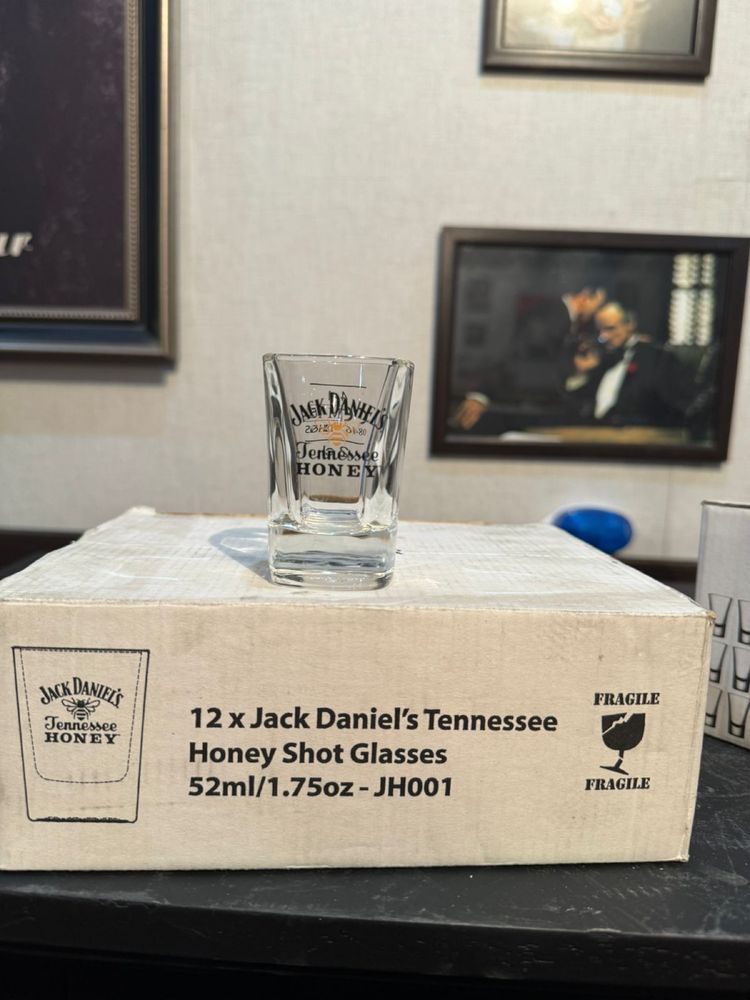 JACK DANIEL'S
Tennessee
HONEY
JACK DANIEL'S
Tennessee
HONEY
12 x Jack Daniel's Tennessee
Honey Shot Glasses
52ml/1.75oz - JH001
FRAGILE
FRAGILE